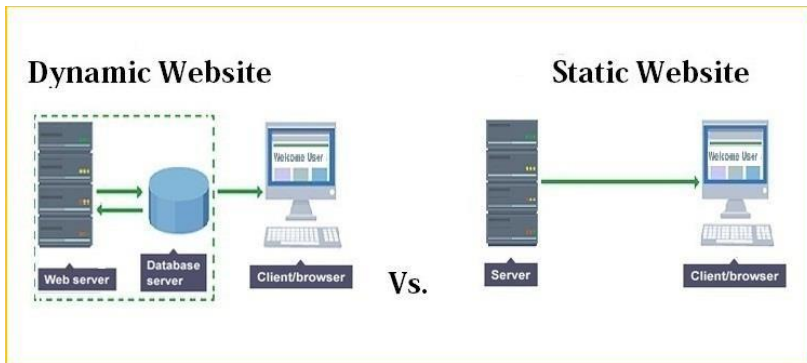 Dynamic Website
Static Website
Welcome User
Welcome User
Web server
Database
server
Client/browser
Vs.
Server
Client/browser